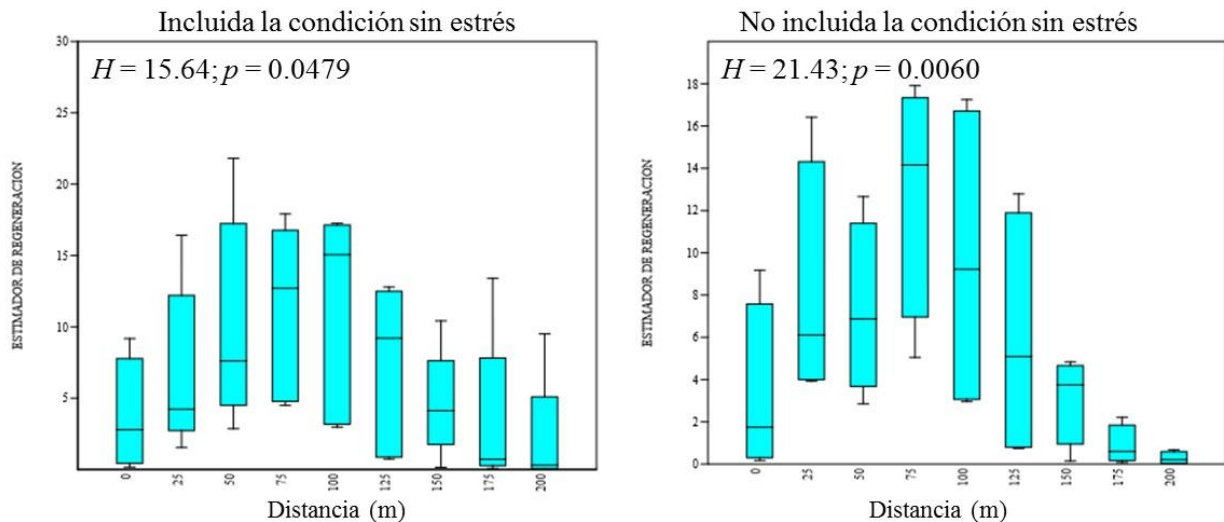 Incluida la condición sin estrés
H = 15.64; p = 0.0479
30
25
20
15
10
5
ESTIMADOR DE REGENERACION
0 25 50 75 100 125 150 175 200
Distancia (m)
No incluida la condición sin estrés
H = 21.43; p = 0.0060
18
16
14
12
10
8
6
4
2
0
ESTIMADOR DE REGENERACION
0 25 50 75 100 125 150 175 200
Distancia (m)